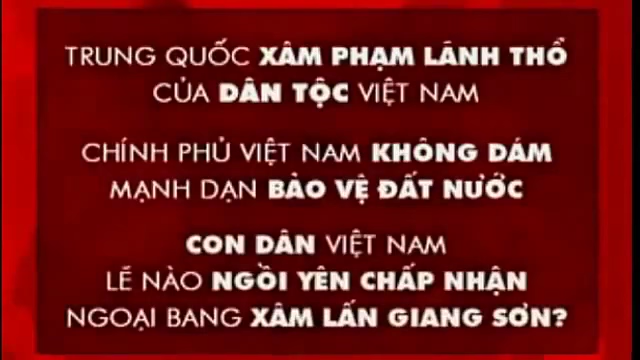 TRUNG QUỐC XÂM PHẠM LÃNH THỔ
CỦA DÂN TỘC VIỆT NAM
CHÍNH PHỦ VIỆT NAM KHÔNG DÁM
MẠNH DẠN BẢO VỆ ĐẤT NƯỚC
CON DÂN VIỆT NAM
LẼ NÀO NGỒI YÊN CHẤP NHẬN
NGOẠI BANG XÂM LẤN GIANG SƠN?